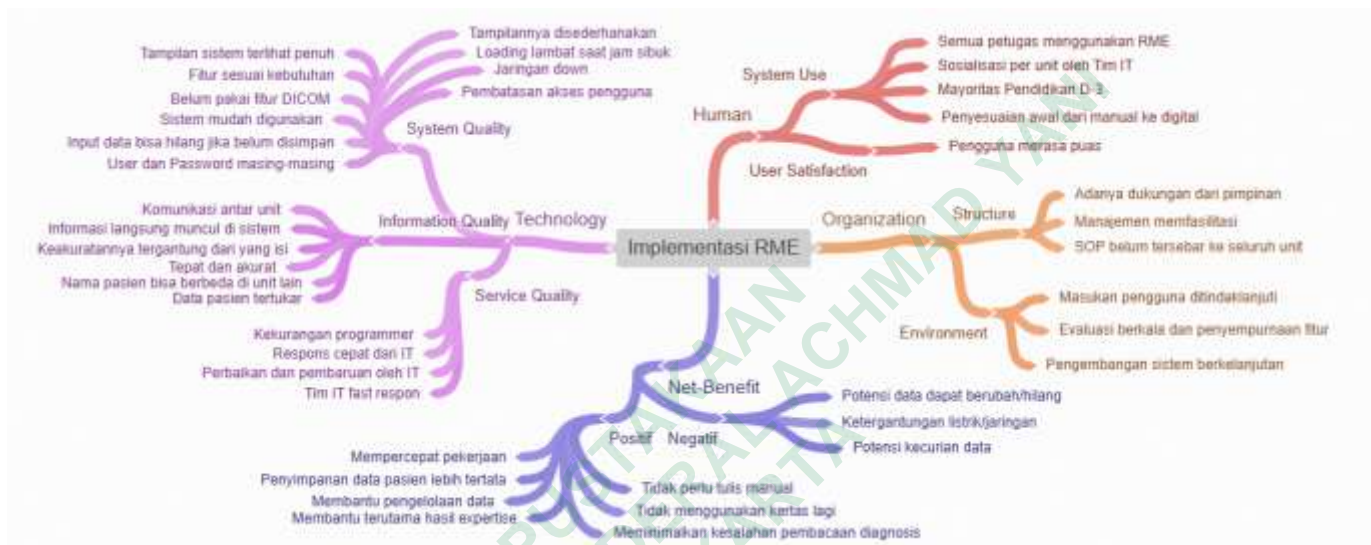 Tampilannya disederhanakan
Loading lambat saat jam sibuk
Jaringan down
Pembatasan akses pengguna
Tampilan sistem terlihat penuh
Fitur sesuai kebutuhan
Belum pakai fitur DICOM
Sistem mudah digunakan
Input data bisa hilang jika belum disimpan
User dan Password masing-masing
System Quality
Komunikasi antar unit
Informasi langsung muncul di sistem
Keakuratannya tergantung dari yang isi
Tepat dan akurat
Nama pasien bisa berbeda di unit lain
Data pasien tertukar
Information Quality
Technology
Service Quality
Kekurangan programmer
Respons cepat dari IT
Perbaikan dan pembaruan oleh IT
Tim IT fast respon
Implementasi RME
Human
System Use
Semua petugas menggunakan RME
Sosialisasi per unit oleh Tim IT
Mayoritas Pendidikan D-3
Penyesuaian awal dari manual ke digital
User Satisfaction
Pengguna merasa puas
Organization
Structure
Adanya dukungan dari pimpinan
Manajemen memfasilitasi
SOP belum tersebar ke seluruh unit
Environment
Masukan pengguna ditindaklanjuti
Evaluasi berkala dan penyempurnaan fitur
Pengembangan sistem berkelanjutan
Net-Benefit
Negatif
Potensi data dapat berubah/hilang
Ketergantungan listrik/jaringan
Potensi kecurian data
Positif
Mempercepat pekerjaan
Penyimpanan data pasien lebih tertata
Membantu pengelolaan data
Membantu terutama hasil expertise
Tidak perlu tulis manual
Tidak menggunakan kertas lagi
Meminimalkan kesalahan pembacaan diagnosis
PUSTAKAAN
ACHMAD YANI
KARTA